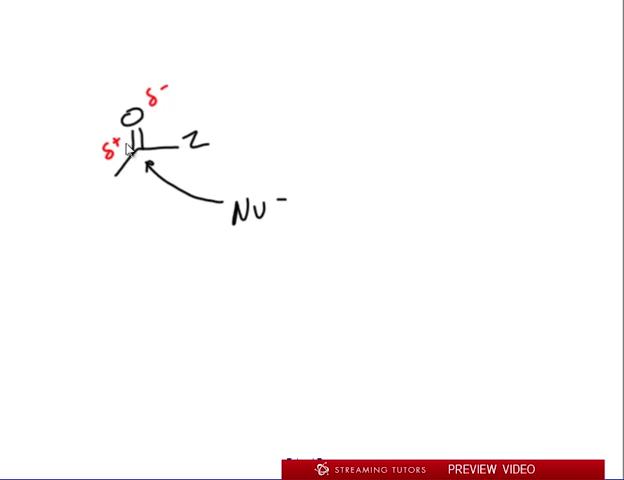 δ-
O
δ+
Z
Nu -
STREAMING TUTORS PREVIEW VIDEO